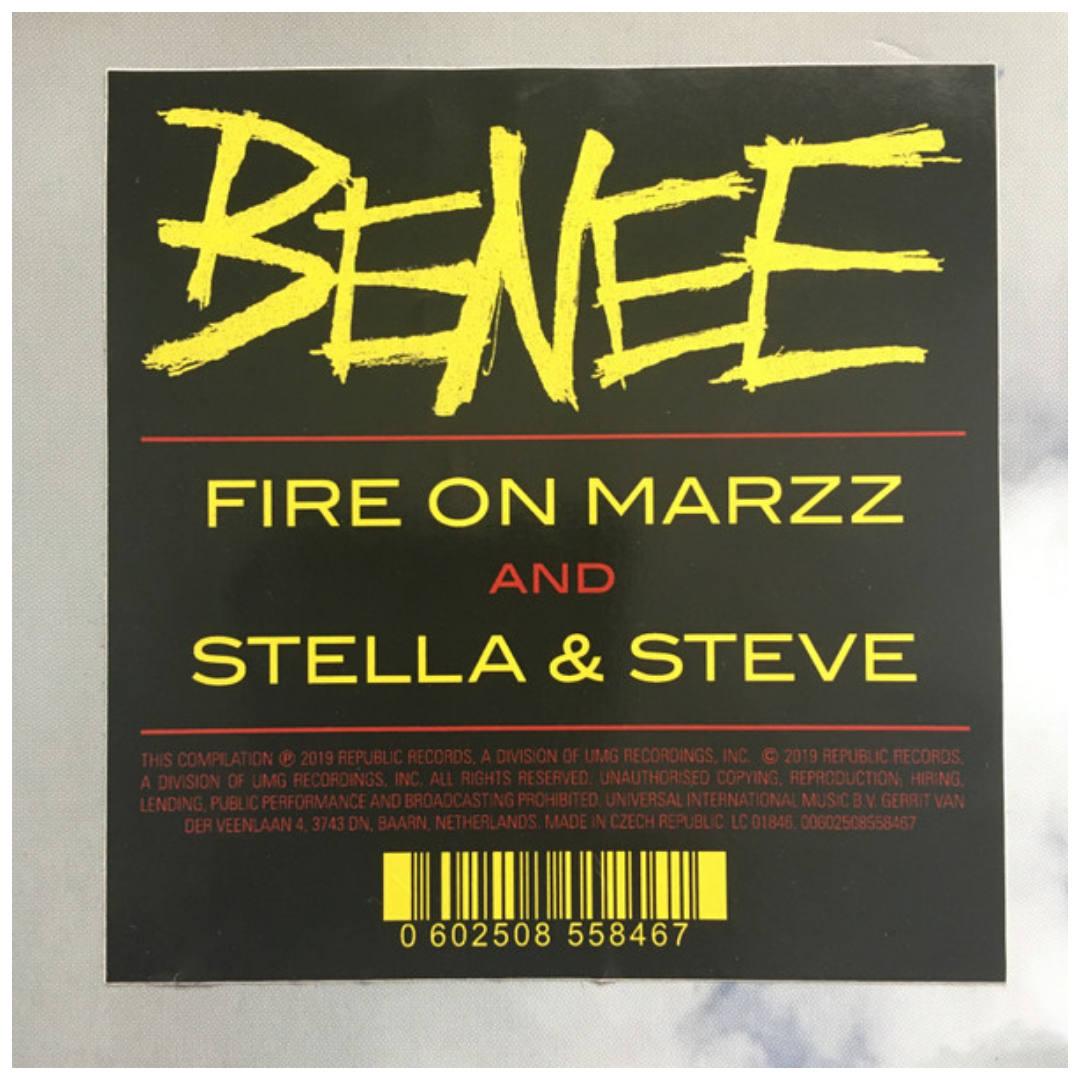 BENEE
FIRE ON MARZZ
AND
STELLA & STEVE
THIS COMPILATION ℗ 2019 REPUBLIC RECORDS, A DIVISION OF UMG RECORDINGS, INC. © 2019 REPUBLIC RECORDS,
A DIVISION OF UMG RECORDINGS, INC. ALL RIGHTS RESERVED. UNAUTHORISED COPYING, REPRODUCTION, HIRING,
LENDING, PUBLIC PERFORMANCE AND BROADCASTING PROHIBITED. UNIVERSAL INTERNATIONAL MUSIC B.V. GERRIT VAN
DER VEENLAAN 4, 3743 DN, BAARN, NETHERLANDS. MADE IN CZECH REPUBLIC. LC 01846. 00602508558467
0 602508 558467